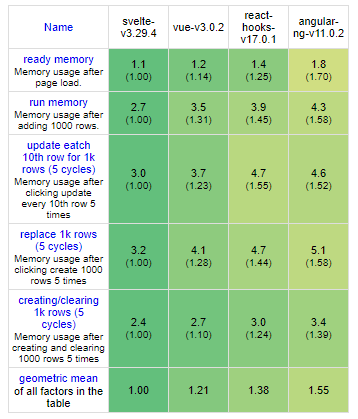 Name
svelte-
v3.29.4
vue-v3.0.2
react-
hooks-
v17.0.1
angular-
ng-v11.0.2
ready memory
Memory usage after
page load.
1.1
(1.00)
1.2
(1.14)
1.4
(1.25)
1.8
(1.70)
run memory
Memory usage after
adding 1000 rows.
2.7
(1.00)
3.5
(1.31)
3.9
(1.45)
4.3
(1.58)
update eatch
10th row for 1k
rows (5 cycles)
Memory usage after
clicking update
every 10th row 5
times
3.0
(1.00)
3.7
(1.23)
4.7
(1.55)
4.6
(1.52)
replace 1k rows
(5 cycles)
Memory usage after
clicking create 1000
rows 5 times
3.2
(1.00)
4.1
(1.28)
4.7
(1.44)
5.1
(1.58)
creating/clearing
1k rows (5
cycles)
Memory usage after
creating and clearing
1000 rows 5 times
2.4
(1.00)
2.7
(1.10)
3.0
(1.24)
3.4
(1.39)
geometric mean
of all factors in the
table
1.00
1.21
1.38
1.55